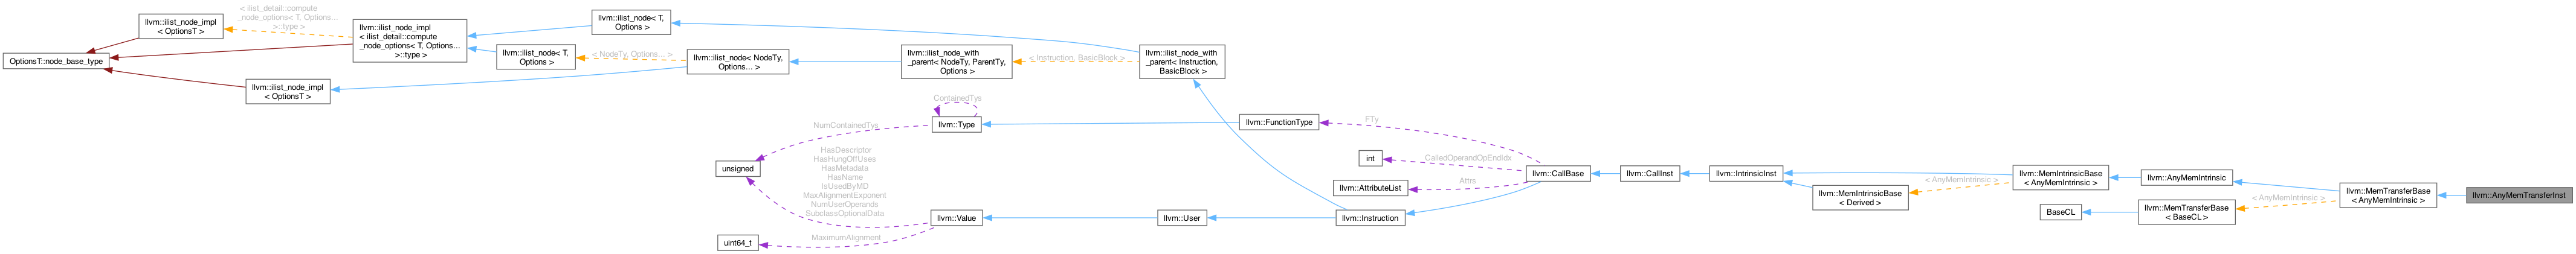 < ilist_detail::compute
_node_options< T, Options...
>::type >
llvm::ilist_node_impl
< OptionsT >
OptionsT::node_base_type
llvm::ilist_node_impl
< ilist_detail::compute
_node_options< T, Options...
>::type >
llvm::ilist_node_impl
< OptionsT >
llvm::ilist_node< T,
Options >
llvm::ilist_node< T,
Options >
< NodeTy, Options... >
llvm::ilist_node< NodeTy,
Options... >
llvm::ilist_node_with
_parent< NodeTy, ParentTy,
Options >
< Instruction, BasicBlock >
llvm::ilist_node_with
_parent< Instruction,
BasicBlock >
ContainedTys
llvm::Type
NumContainedTys
llvm::FunctionType
FTy
unsigned
HasDescriptor
HasHungOffUses
HasMetadata
HasName
IsUsedByMD
MaxAlignmentExponent
NumUserOperands
SubclassOptionalData
int
CalledOperandOpEndIdx
llvm::AttributeList
Attrs
llvm::CallBase
llvm::CallInst
llvm::IntrinsicInst
llvm::MemIntrinsicBase
< Derived >
< AnyMemIntrinsic >
llvm::MemIntrinsicBase
< AnyMemIntrinsic >
llvm::AnyMemIntrinsic
BaseCL
llvm::MemTransferBase
< BaseCL >
< AnyMemIntrinsic >
llvm::MemTransferBase
< AnyMemIntrinsic >
llvm::AnyMemTransferInst
llvm::Value
llvm::User
llvm::Instruction
uint64_t
MaximumAlignment